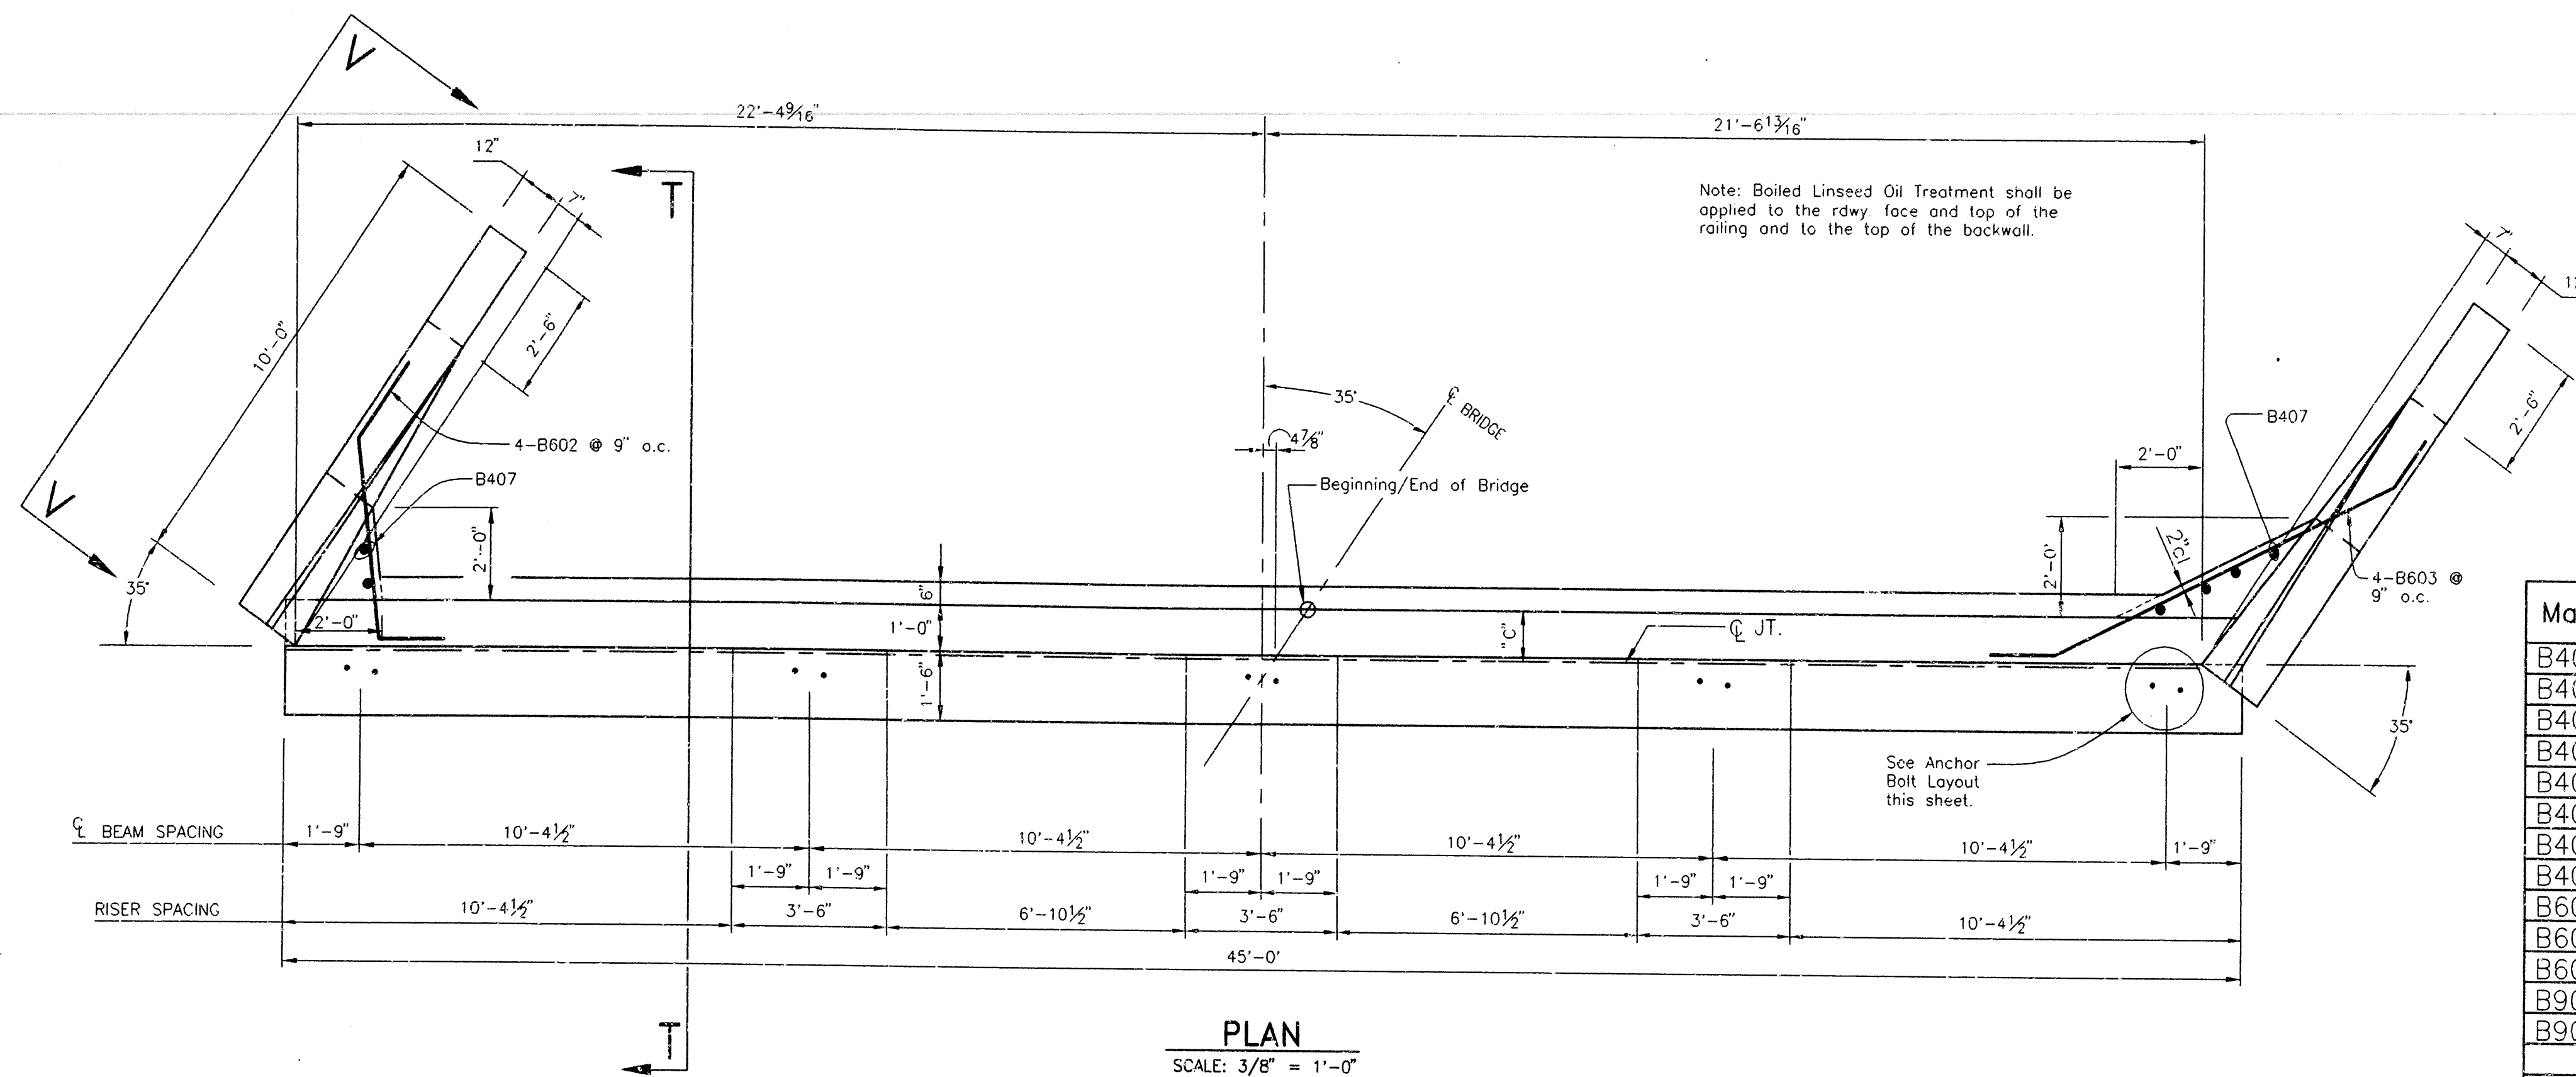 V
22'-4 9/16"
21'-6 13/16"
12"
7"
T
Note: Boiled Linseed Oil Treatment shall be
applied to the rdwy. face and top of the
railing and to the top of the backwall.
7"
10'-0"
2'-6"
35°
℄ BRIDGE
4 7/8"
4-B602 @ 9" o.c.
B407
B407
2'-0"
2'-6"
Beginning/End of Bridge
V
2'-0"
2'-0"
2"cl
35°
4-B603 @
9" o.c.
6"
1'-0"
2'-0"
"C"
℄ JT.
Ma
1'-6"
35°
See Anchor
Bolt Layout
this sheet.
℄ BEAM SPACING
1'-9"
10'-4½"
10'-4½"
10'-4½"
10'-4½"
1'-9"
1'-9"
1'-9"
1'-9"
1'-9"
1'-9"
1'-9"
RISER SPACING
10'-4½"
3'-6"
6'-10½"
3'-6"
6'-10½"
3'-6"
10'-4½"
45'-0'
T
PLAN
SCALE: 3/8" = 1'-0"
B40
B40
B40
B40
B40
B40
B40
B40
B60
B60
B60
B90
B90